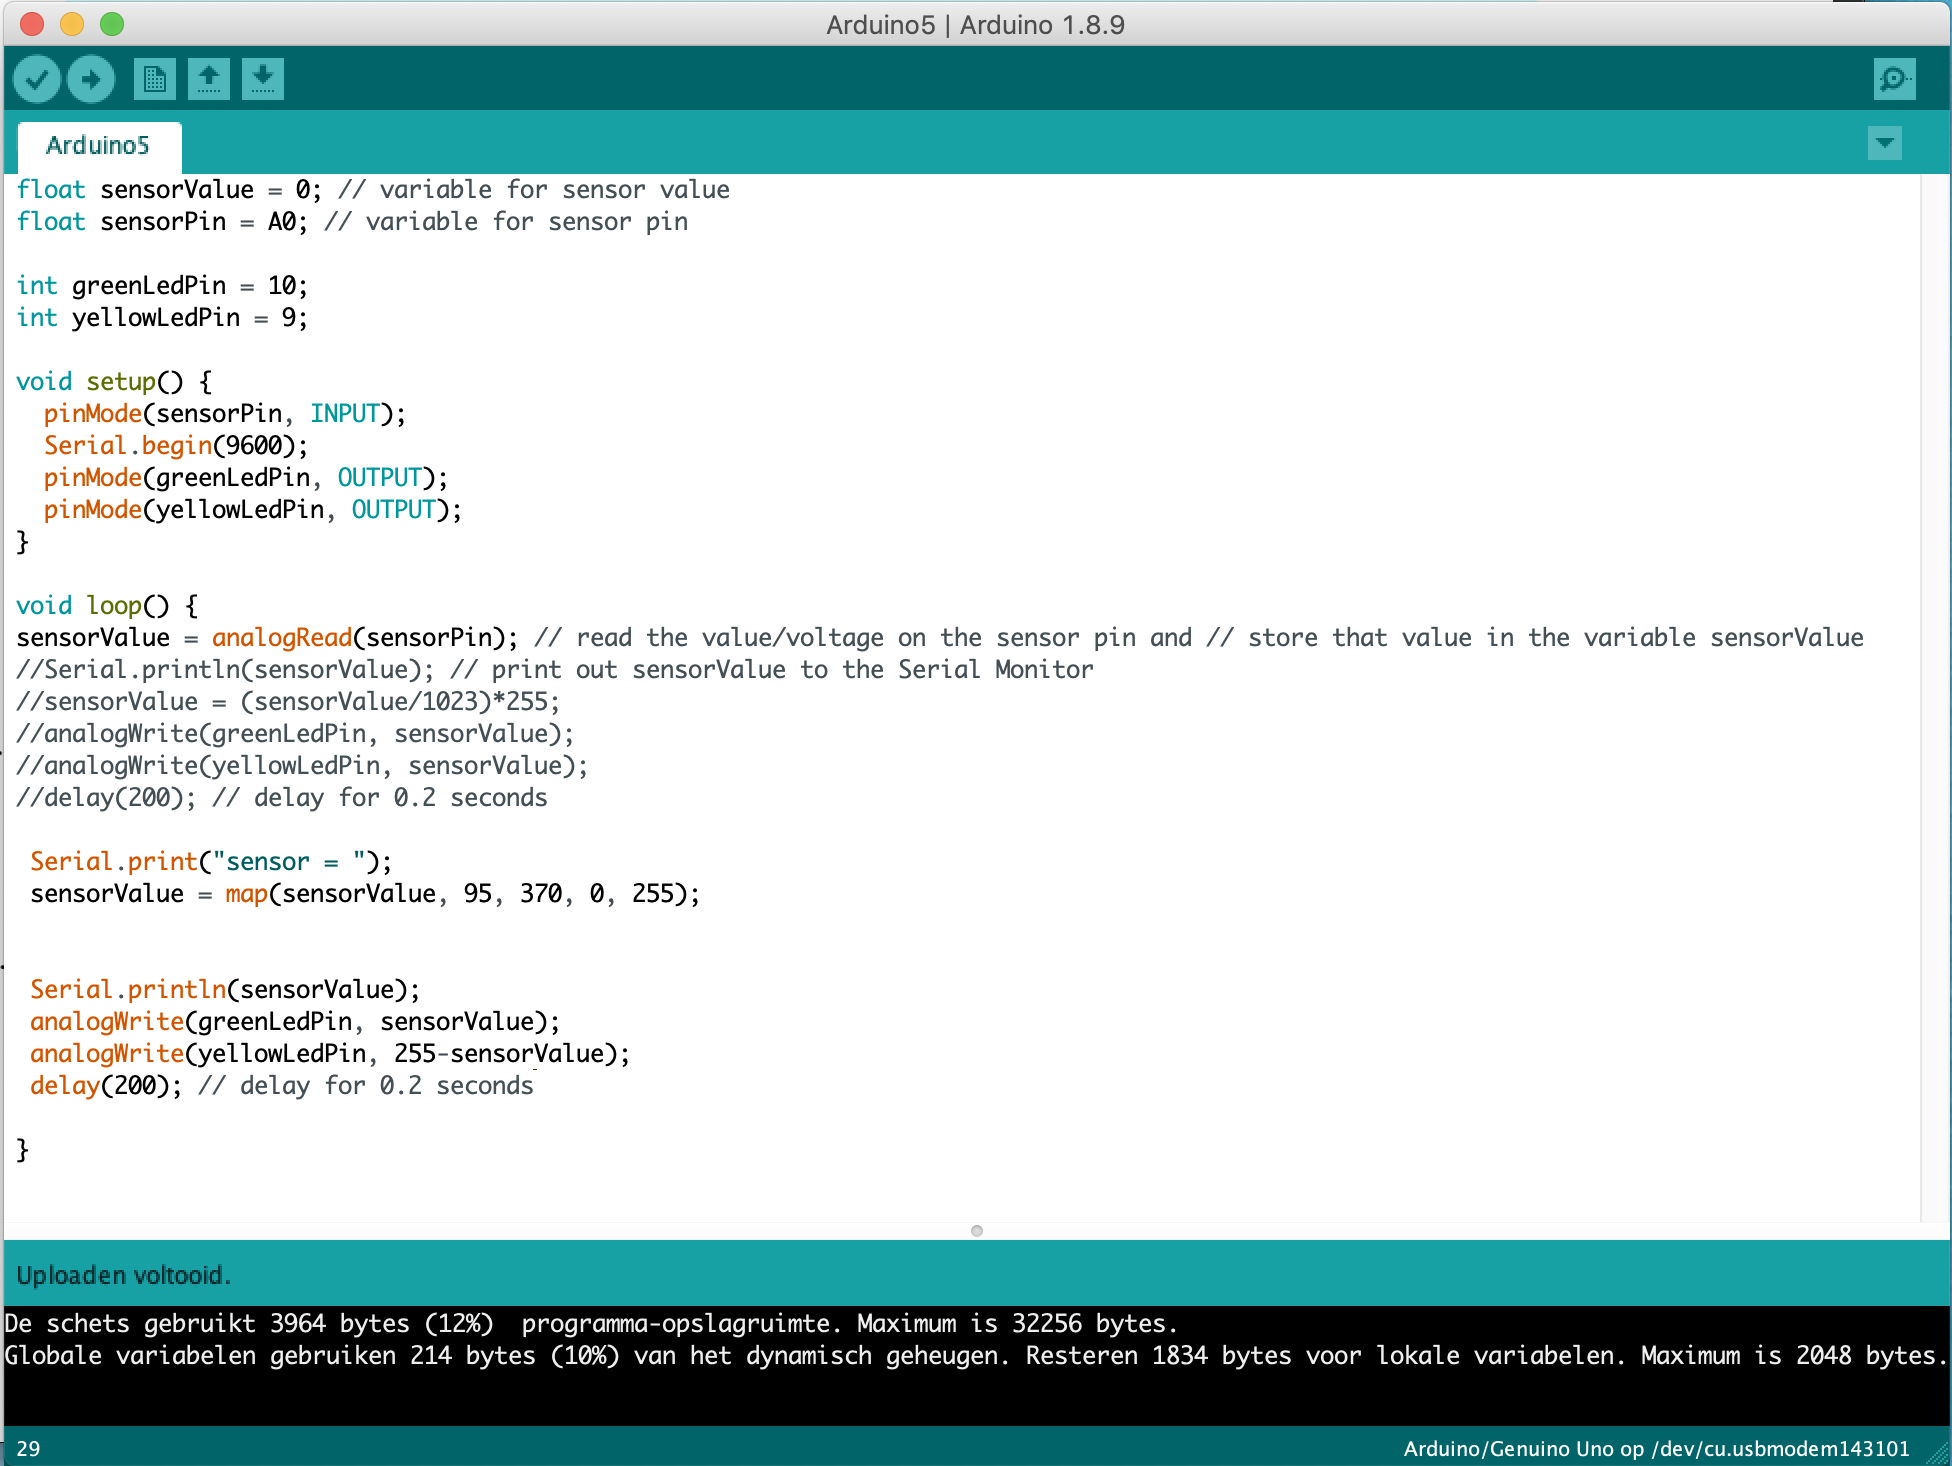 Arduino5 | Arduino 1.8.9
Arduino5
float sensorValue = 0; // variable for sensor value
float sensorPin = A0; // variable for sensor pin
int greenLedPin = 10;
int yellowLedPin = 9;
void setup() {
  pinMode(sensorPin, INPUT);
  Serial.begin(9600);
  pinMode(greenLedPin, OUTPUT);
  pinMode(yellowLedPin, OUTPUT);
}
void loop() {
sensorValue = analogRead(sensorPin); // read the value/voltage on the sensor pin and // store that value in the variable sensorValue
//Serial.println(sensorValue); // print out sensorValue to the Serial Monitor
//sensorValue = (sensorValue/1023)*255;
//analogWrite(greenLedPin, sensorValue);
//analogWrite(yellowLedPin, sensorValue);
//delay(200); // delay for 0.2 seconds
 Serial.print("sensor = ");
 sensorValue = map(sensorValue, 95, 370, 0, 255);
 Serial.println(sensorValue);
 analogWrite(greenLedPin, sensorValue);
 analogWrite(yellowLedPin, 255-sensorValue);
 delay(200); // delay for 0.2 seconds
}
Uploaden voltooid.
De schets gebruikt 3964 bytes (12%)  programma-opslagruimte. Maximum is 32256 bytes.
Globale variabelen gebruiken 214 bytes (10%) van het dynamisch geheugen. Resteren 1834 bytes voor lokale variabelen. Maximum is 2048 bytes.
29
Arduino/Genuino Uno op /dev/cu.usbmodem143101